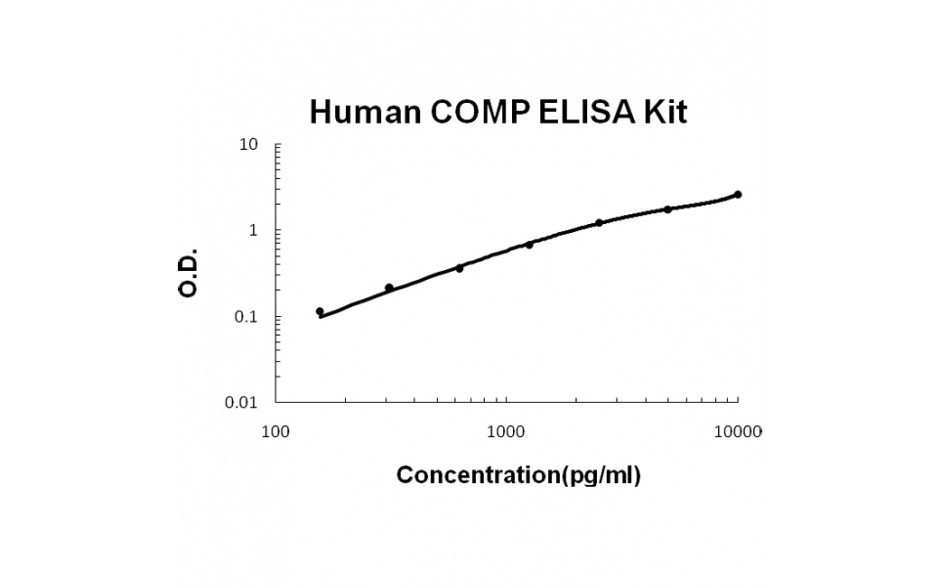 Human COMP ELISA Kit
10
1
0.1
0.01
O.D.
100 1000 10000
Concentration(pg/ml)